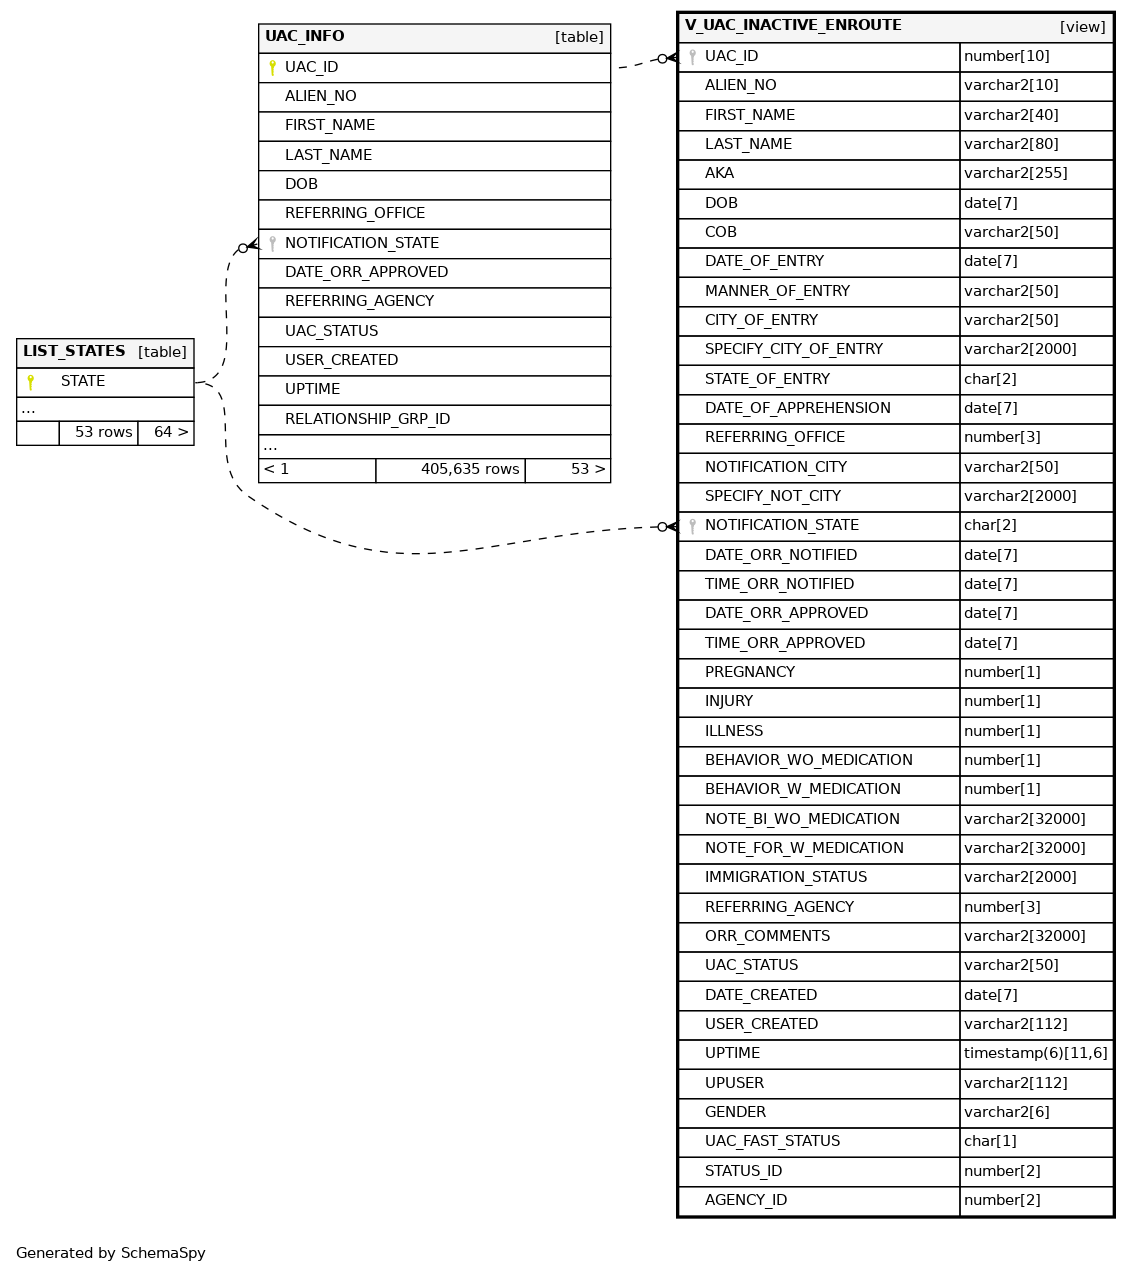 UAC_INFO [table]
UAC_ID
ALIEN_NO
FIRST_NAME
LAST_NAME
DOB
REFERRING_OFFICE
NOTIFICATION_STATE
DATE_ORR_APPROVED
REFERRING_AGENCY
UAC_STATUS
USER_CREATED
UPTIME
RELATIONSHIP_GRP_ID
...
< 1 405,635 rows 53 >
LIST_STATES [table]
STATE
...
53 rows 64 >
V_UAC_INACTIVE_ENROUTE [view]
UAC_ID number[10]
ALIEN_NO varchar2[10]
FIRST_NAME varchar2[40]
LAST_NAME varchar2[80]
AKA varchar2[255]
DOB date[7]
COB varchar2[50]
DATE_OF_ENTRY date[7]
MANNER_OF_ENTRY varchar2[50]
CITY_OF_ENTRY varchar2[50]
SPECIFY_CITY_OF_ENTRY varchar2[2000]
STATE_OF_ENTRY char[2]
DATE_OF_APPREHENSION date[7]
REFERRING_OFFICE number[3]
NOTIFICATION_CITY varchar2[50]
SPECIFY_NOT_CITY varchar2[2000]
NOTIFICATION_STATE char[2]
DATE_ORR_NOTIFIED date[7]
TIME_ORR_NOTIFIED date[7]
DATE_ORR_APPROVED date[7]
TIME_ORR_APPROVED date[7]
PREGNANCY number[1]
INJURY number[1]
ILLNESS number[1]
BEHAVIOR_WO_MEDICATION number[1]
BEHAVIOR_W_MEDICATION number[1]
NOTE_BI_WO_MEDICATION varchar2[32000]
NOTE_FOR_W_MEDICATION varchar2[32000]
IMMIGRATION_STATUS varchar2[2000]
REFERRING_AGENCY number[3]
ORR_COMMENTS varchar2[32000]
UAC_STATUS varchar2[50]
DATE_CREATED date[7]
USER_CREATED varchar2[112]
UPTIME timestamp(6)[11,6]
UPUSER varchar2[112]
GENDER varchar2[6]
UAC_FAST_STATUS char[1]
STATUS_ID number[2]
AGENCY_ID number[2]
Generated by SchemaSpy